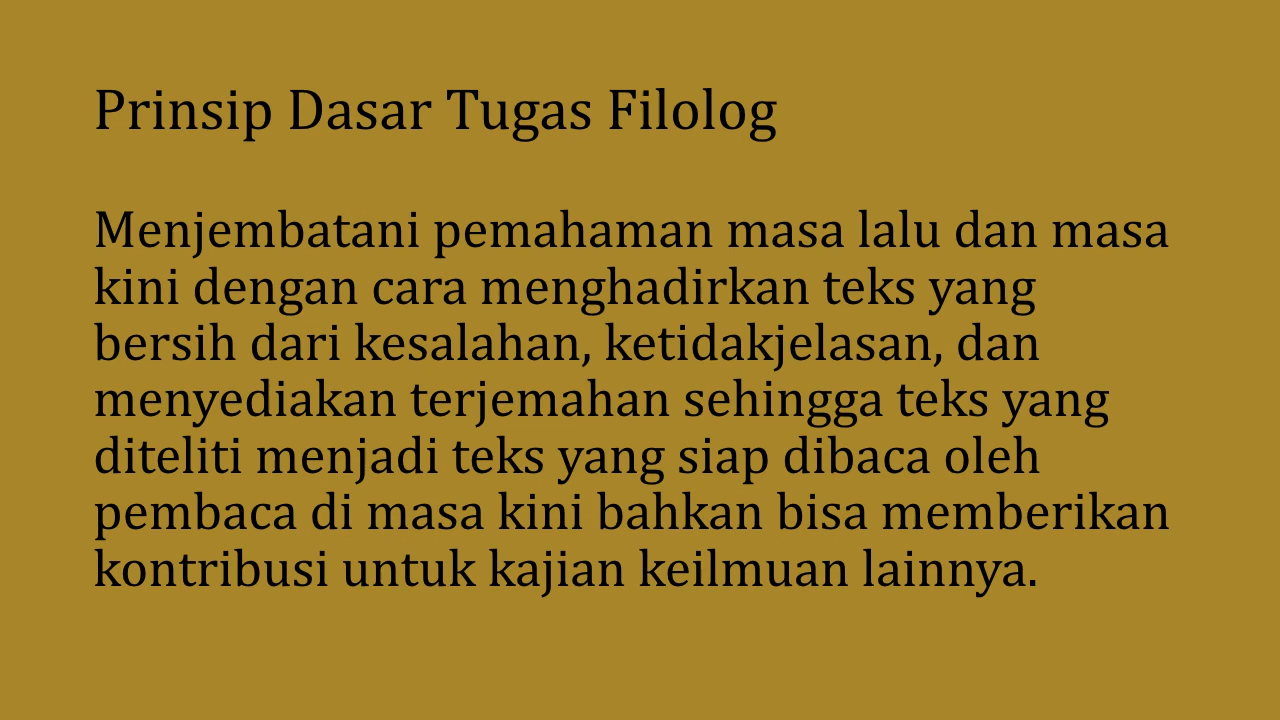 Prinsip Dasar Tugas Filolog
Menjembatani pemahaman masa lalu dan masa
kini dengan cara menghadirkan teks yang
bersih dari kesalahan, ketidakjelasan, dan
menyediakan terjemahan sehingga teks yang
diteliti menjadi teks yang siap dibaca oleh
pembaca di masa kini bahkan bisa memberikan
kontribusi untuk kajian keilmuan lainnya.